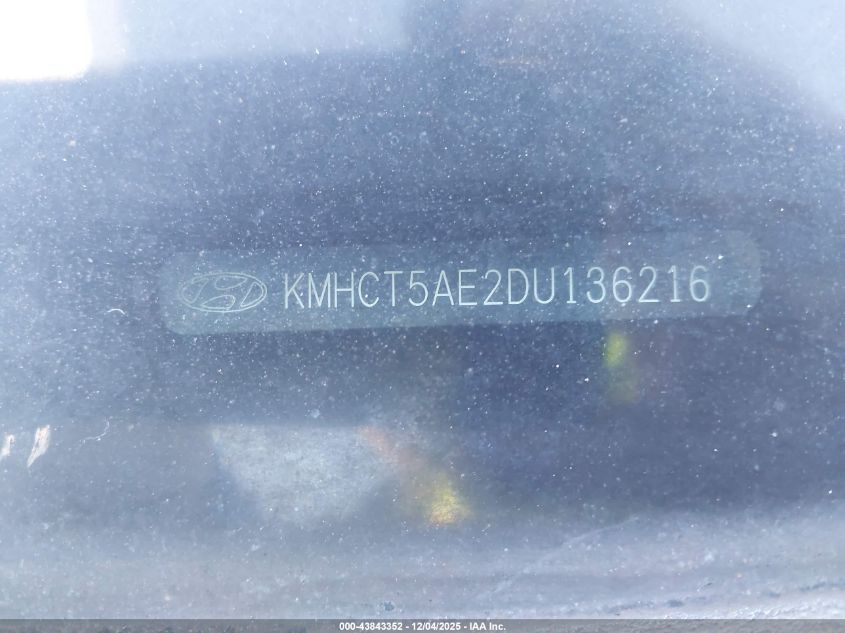 KMHCT5AE2DU136216
000-43843352 - 12/04/2025 - IAA Inc.